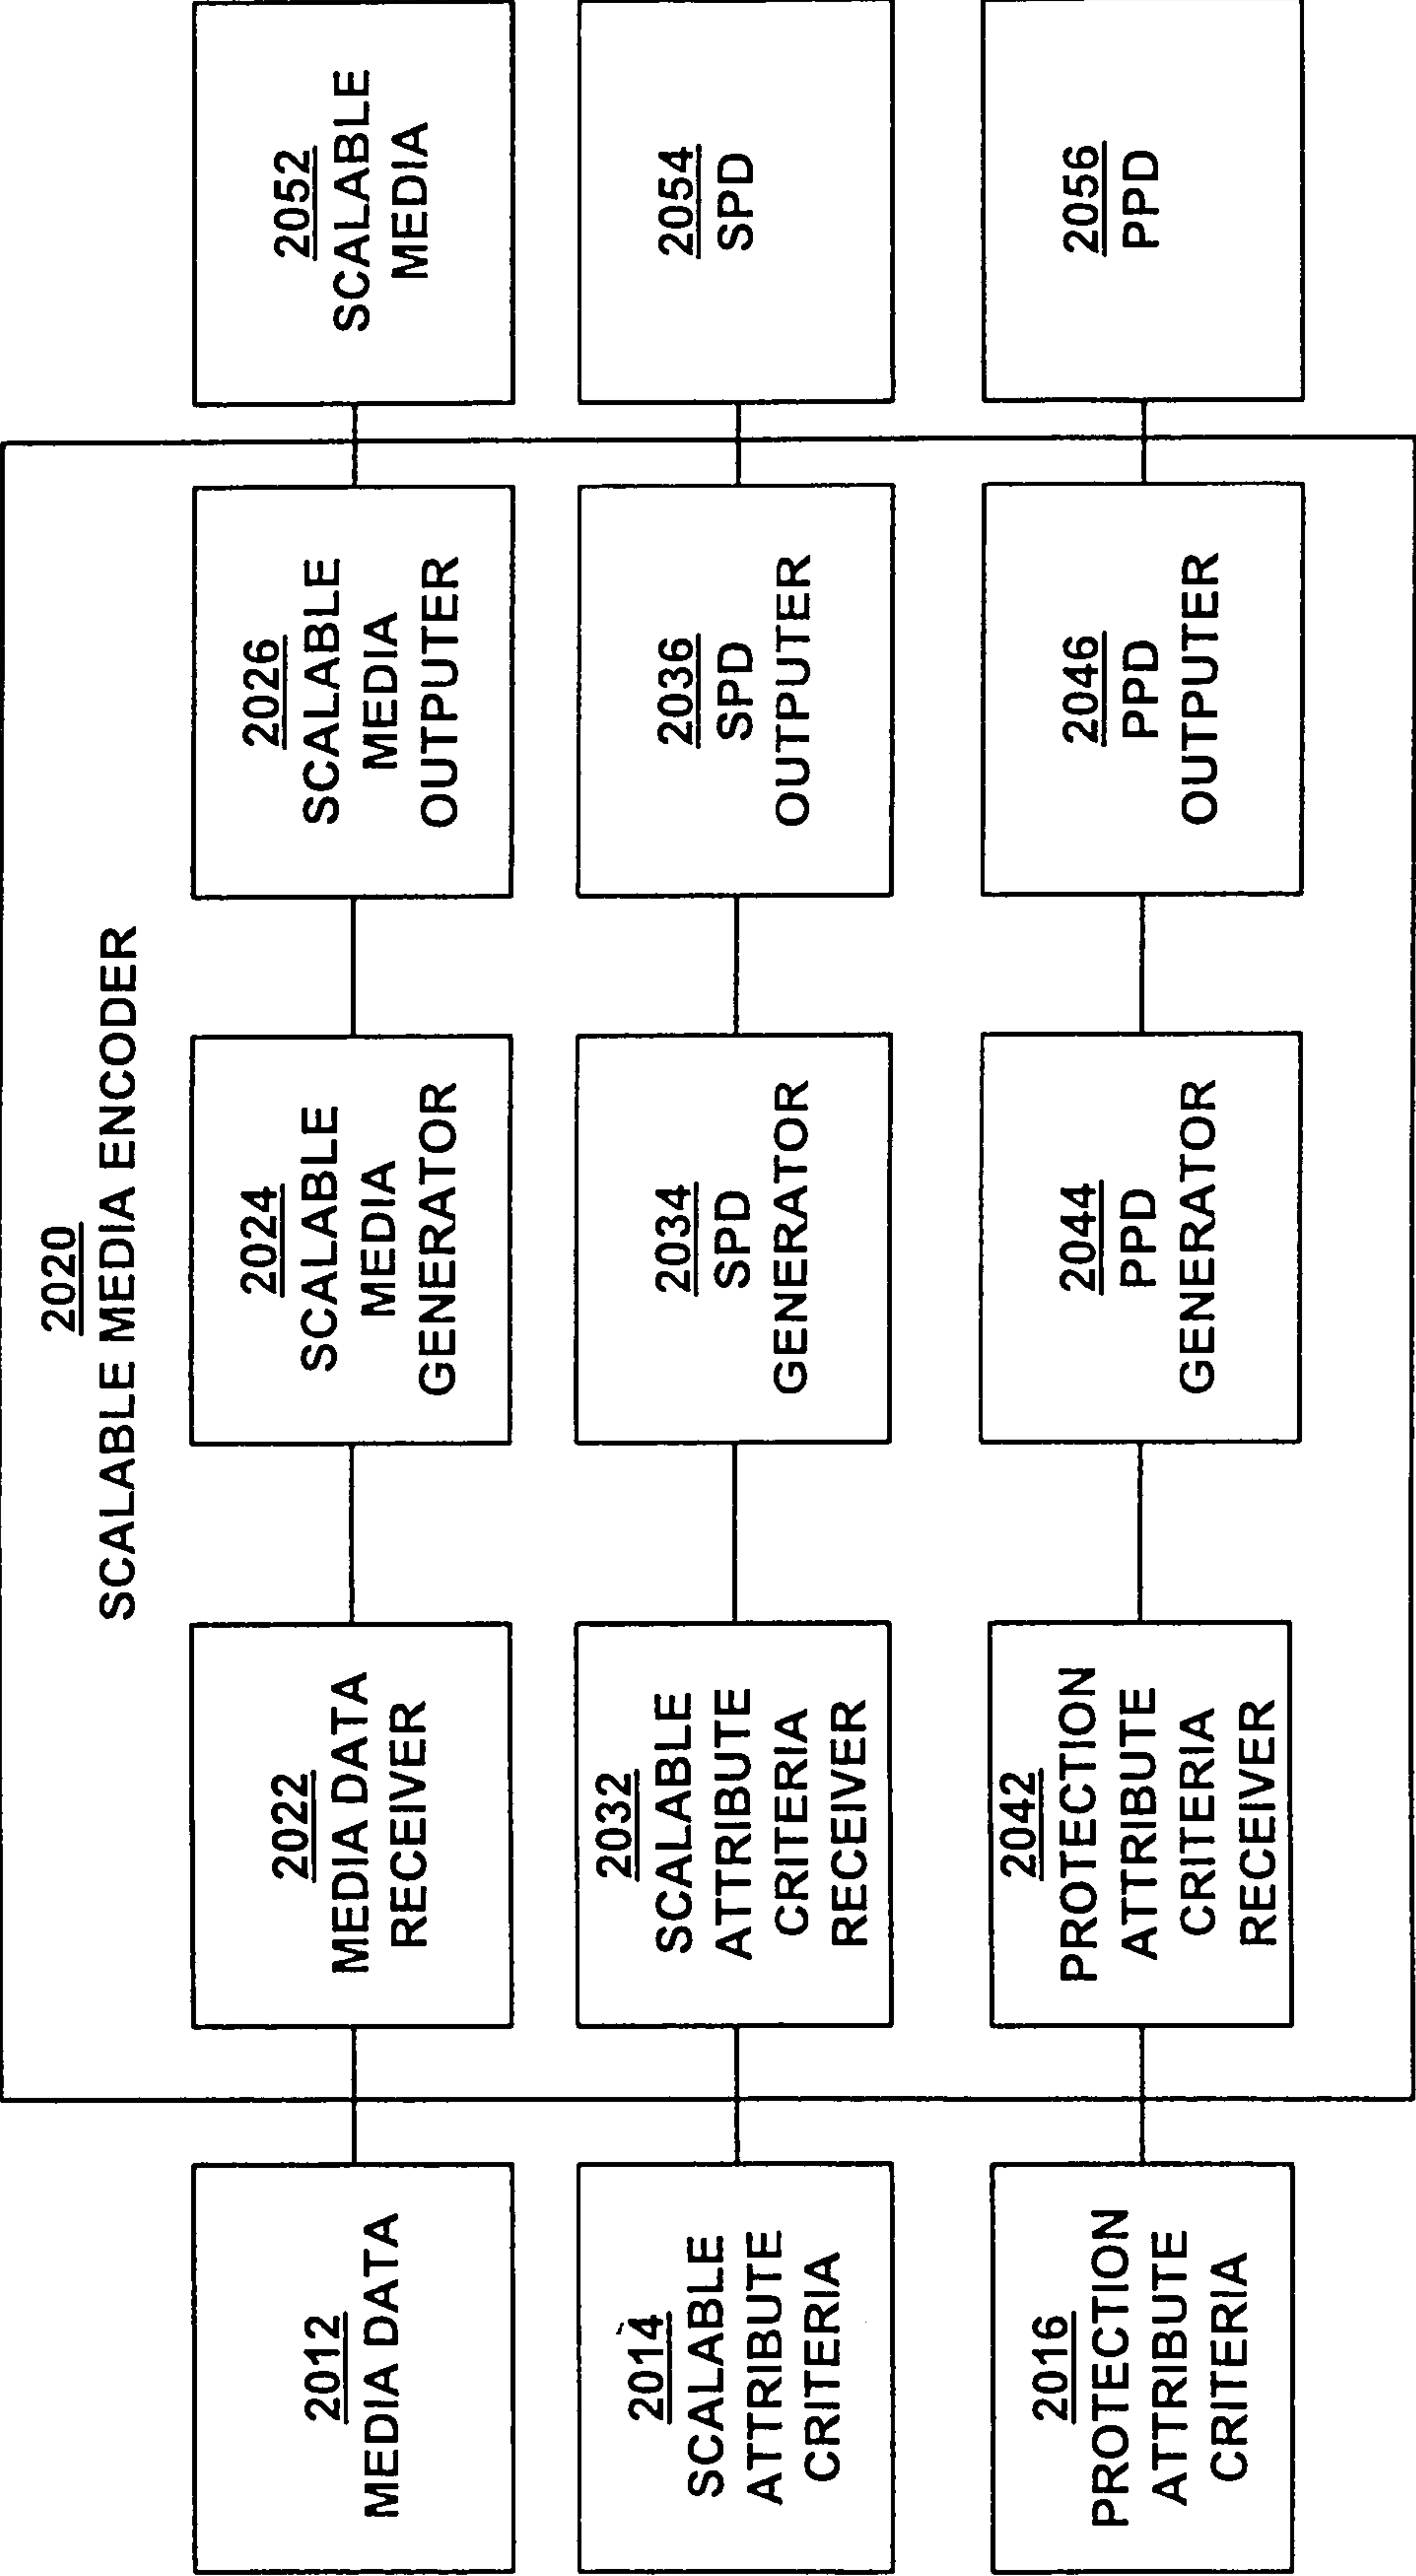 2020
SCALABLE MEDIA ENCODER
2012
MEDIA DATA
2022
MEDIA DATA
RECEIVER
2024
SCALABLE
MEDIA
GENERATOR
2026
SCALABLE
MEDIA
OUTPUTER
2052
SCALABLE
MEDIA
2014
SCALABLE
ATTRIBUTE
CRITERIA
2032
SCALABLE
ATTRIBUTE
CRITERIA
RECEIVER
2034
SPD
GENERATOR
2036
SPD
OUTPUTER
2054
SPD
2016
PROTECTION
ATTRIBUTE
CRITERIA
2042
PROTECTION
ATTRIBUTE
CRITERIA
RECEIVER
2044
PPD
GENERATOR
2046
PPD
OUTPUTER
2056
PPD